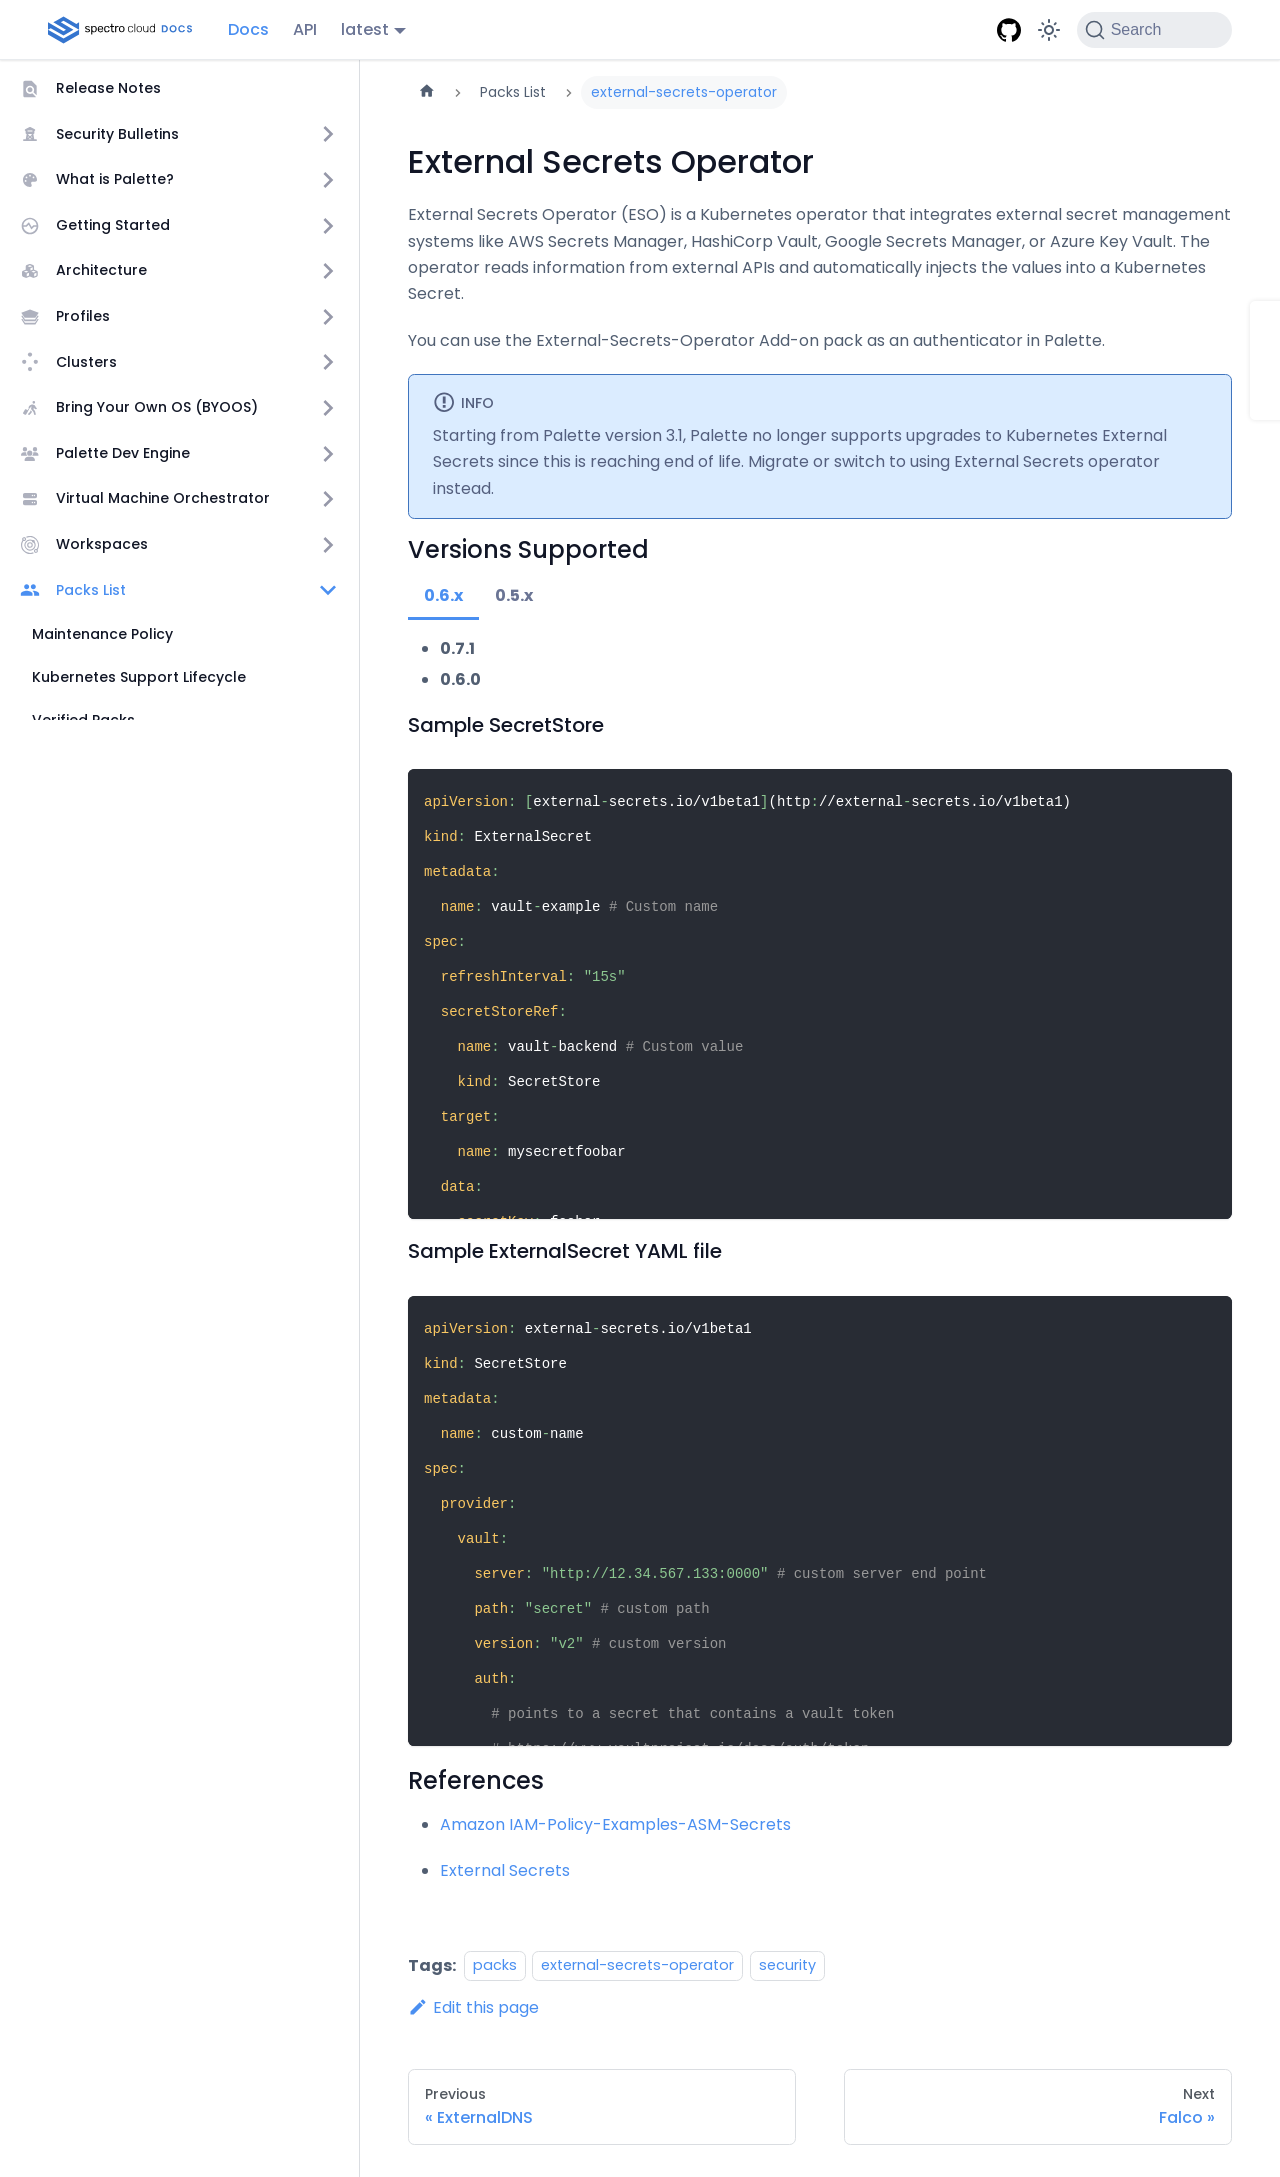 spectro cloud DOCS
Docs
API
latest
Search
Release Notes
Security Bulletins
What is Palette?
Getting Started
Architecture
Profiles
Clusters
Bring Your Own OS (BYOOS)
Palette Dev Engine
Virtual Machine Orchestrator
Workspaces
Packs List
Maintenance Policy
Kubernetes Support Lifecycle
Verified Packs
Packs List
external-secrets-operator
External Secrets Operator
External Secrets Operator (ESO) is a Kubernetes operator that integrates external secret management
systems like AWS Secrets Manager, HashiCorp Vault, Google Secrets Manager, or Azure Key Vault. The
operator reads information from external APIs and automatically injects the values into a Kubernetes
Secret.
You can use the External-Secrets-Operator Add-on pack as an authenticator in Palette.
INFO
Starting from Palette version 3.1, Palette no longer supports upgrades to Kubernetes External
Secrets since this is reaching end of life. Migrate or switch to using External Secrets operator
instead.
Versions Supported
0.6.x
0.5.x
0.7.1
0.6.0
Sample SecretStore
apiVersion: [external-secrets.io/v1beta1](http://external-secrets.io/v1beta1)
kind: ExternalSecret
metadata:
name: vault-example # Custom name
spec:
refreshInterval: "15s"
secretStoreRef:
name: vault-backend # Custom value
kind: SecretStore
target:
name: mysecretfoobar
data:
secretKey: foobar
Sample ExternalSecret YAML file
apiVersion: external-secrets.io/v1beta1
kind: SecretStore
metadata:
name: custom-name
spec:
provider:
vault:
server: "http://12.34.567.133:0000" # custom server end point
path: "secret" # custom path
version: "v2" # custom version
auth:
# points to a secret that contains a vault token
# https://www.vaultproject.io/docs/auth/token
References
Amazon IAM-Policy-Examples-ASM-Secrets
External Secrets
Tags: packs external-secrets-operator security
Edit this page
Previous
« ExternalDNS
Next
Falco »